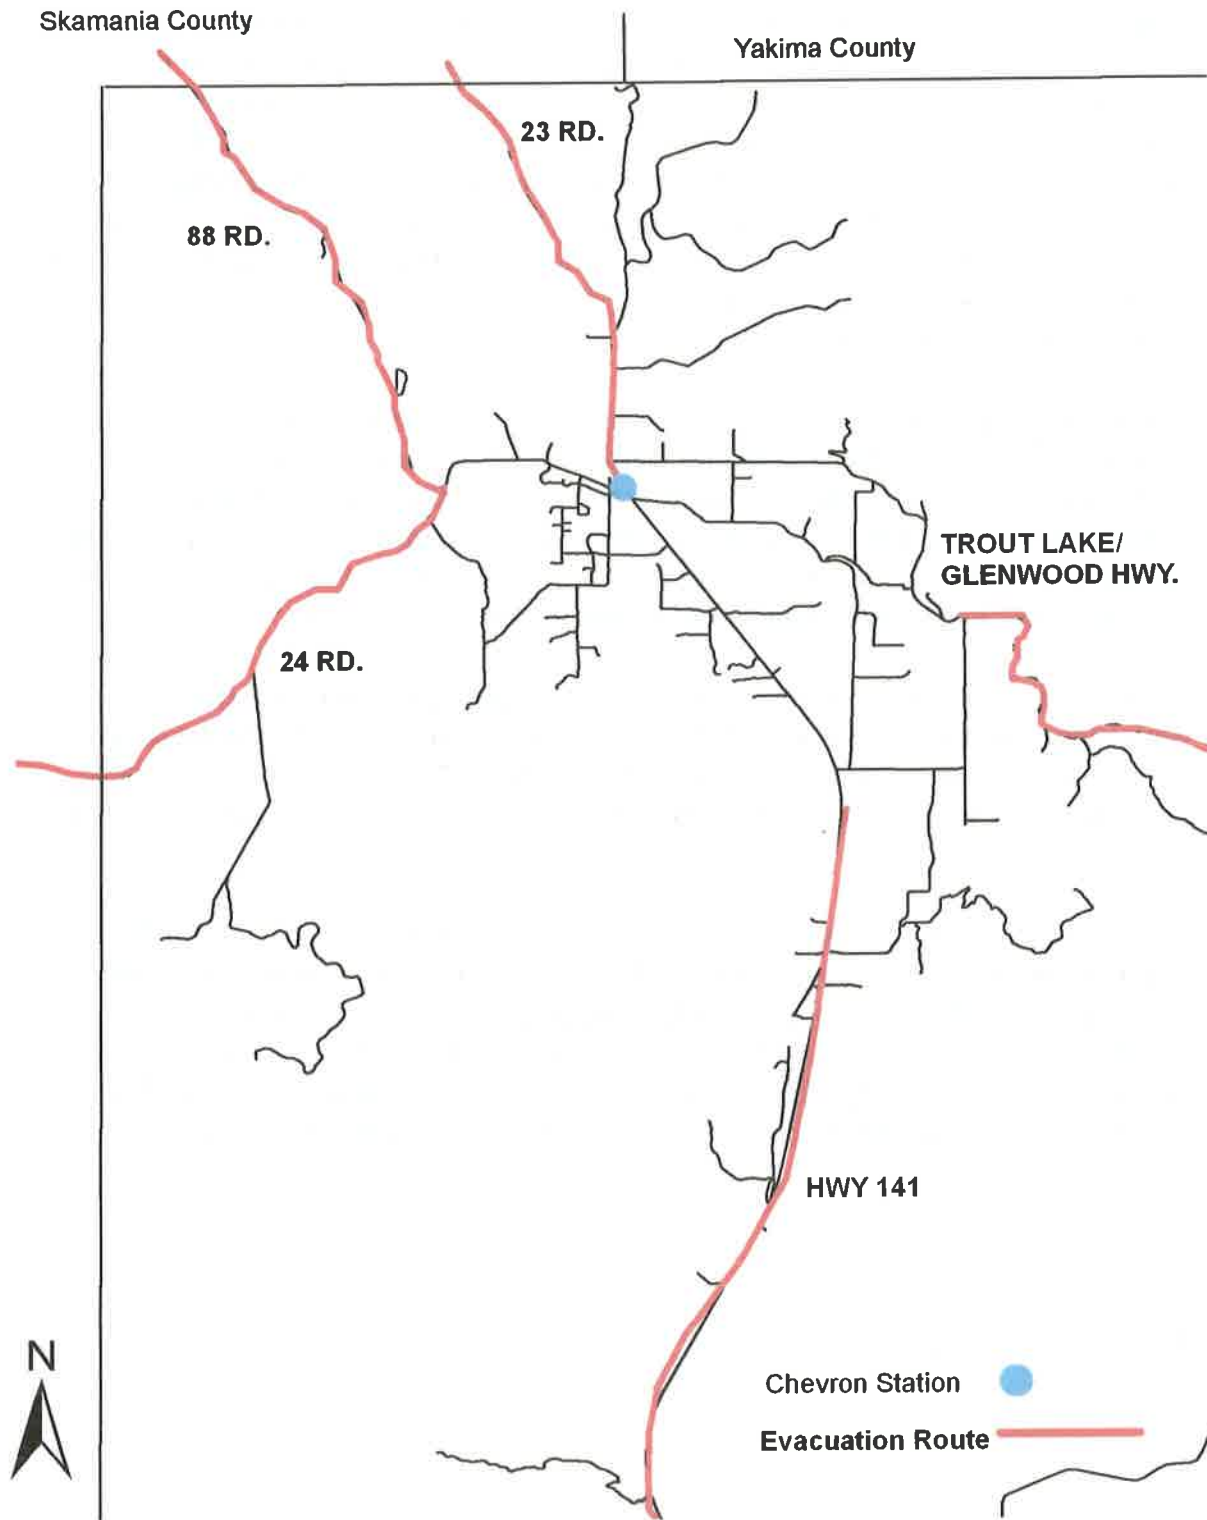 Skamania County
Yakima County
23 RD.
88 RD.
TROUT LAKE/
GLENWOOD HWY.
24 RD.
HWY 141
N
Chevron Station
Evacuation Route